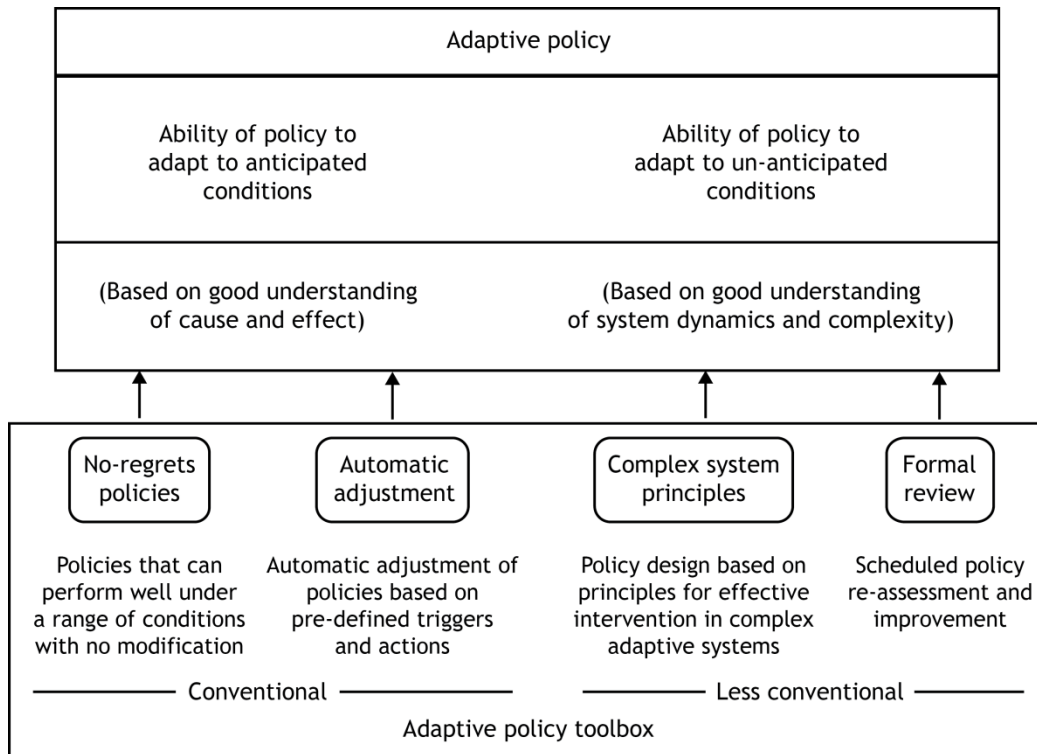 Adaptive policy
Ability of policy to
adapt to anticipated
conditions
Ability of policy to
adapt to un-anticipated
conditions
(Based on good understanding
of cause and effect)
(Based on good understanding
of system dynamics and complexity)
No-regrets
policies
Automatic
adjustment
Complex system
principles
Formal
review
Policies that can
perform well under
a range of conditions
with no modification
Automatic adjustment of
policies based on
pre-defined triggers
and actions
Policy design based on
principles for effective
intervention in complex
adaptive systems
Scheduled policy
re-assessment and
improvement
Conventional
Less conventional
Adaptive policy toolbox